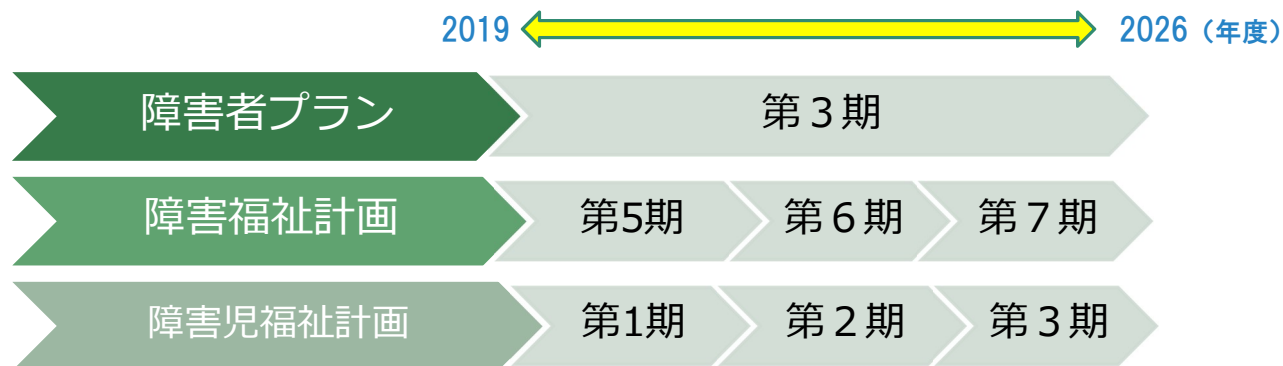 2019 2026（年度）
障害者プラン 第３期
障害福祉計画 第5期 第６期 第７期
障害児福祉計画 第1期 第２期 第３期